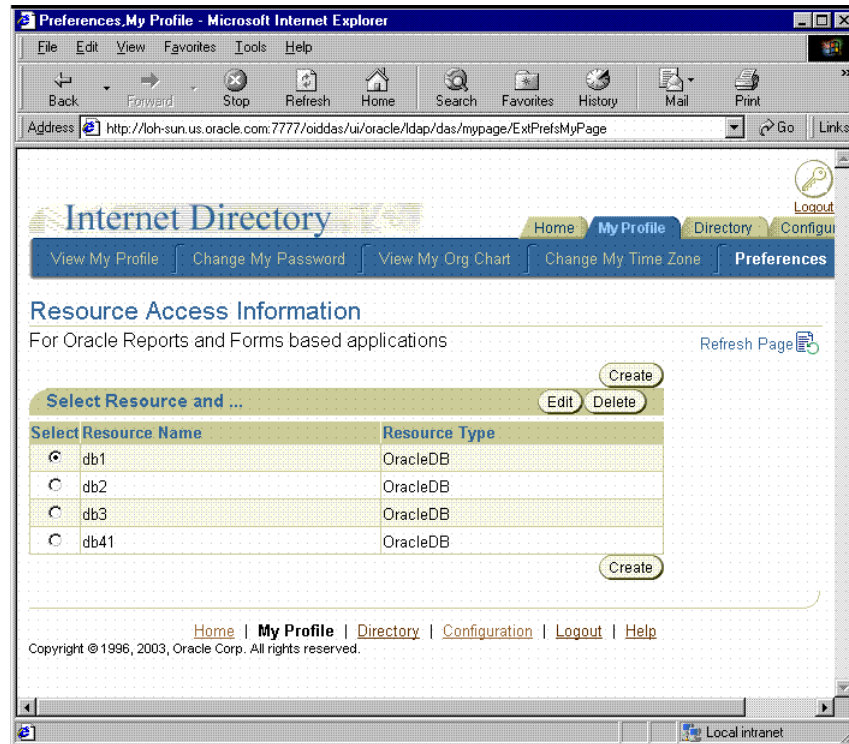 Preferences,My Profile - Microsoft Internet Explorer
File Edit View Favorites Tools Help
Back Forward Stop Refresh Home Search Favorites History Mail Print »
Address http://loh-sun.us.oracle.com:7777/oiddas/ui/oracle/ldap/das/mypage/ExtPrefsMyPage Go Links
Logout
Internet Directory
Home My Profile Directory Configur
View My Profile Change My Password View My Org Chart Change My Time Zone Preferences
Resource Access Information
For Oracle Reports and Forms based applications
Refresh Page
Create
Select Resource and ... Edit Delete
Select Resource Name Resource Type
db1 OracleDB
db2 OracleDB
db3 OracleDB
db41 OracleDB
Create
Home | My Profile | Directory | Configuration | Logout | Help
Copyright © 1996, 2003, Oracle Corp. All rights reserved.
Local intranet